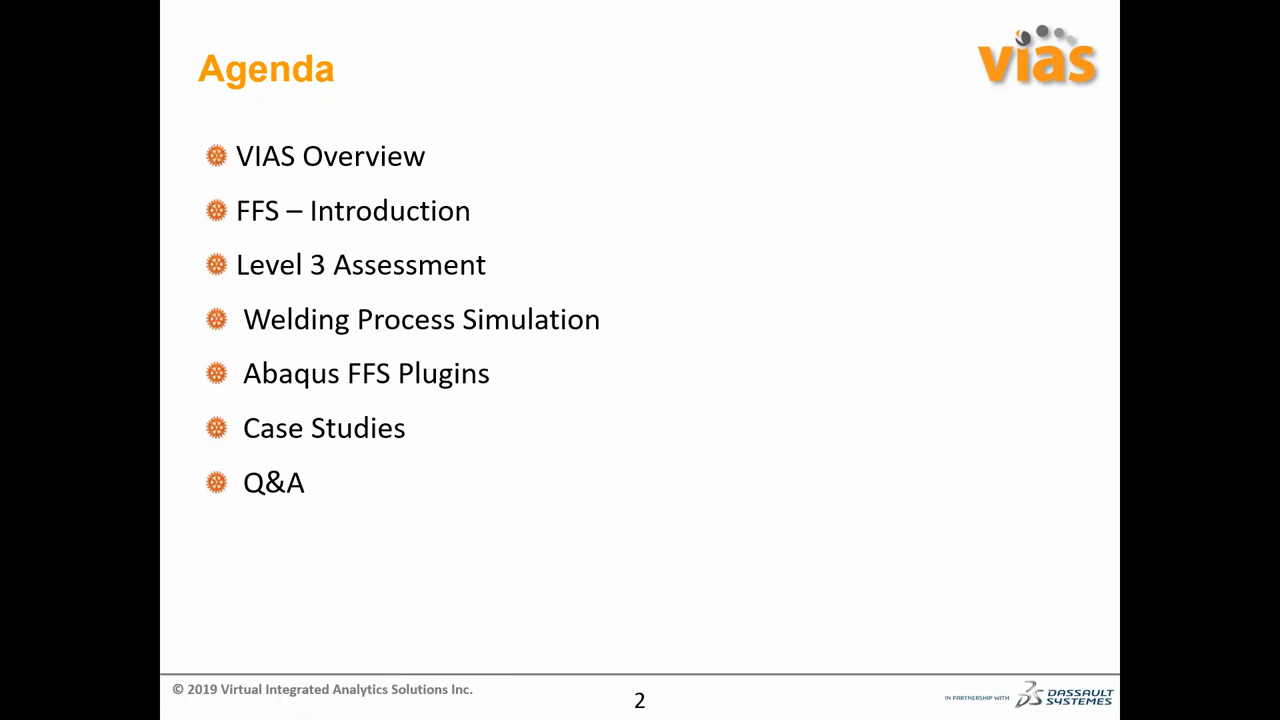 Agenda
vias
VIAS Overview
FFS – Introduction
Level 3 Assessment
Welding Process Simulation
Abaqus FFS Plugins
Case Studies
Q&A
© 2019 Virtual Integrated Analytics Solutions Inc.
2
IN PARTNERSHIP WITH
DASSAULT
SYSTEMES